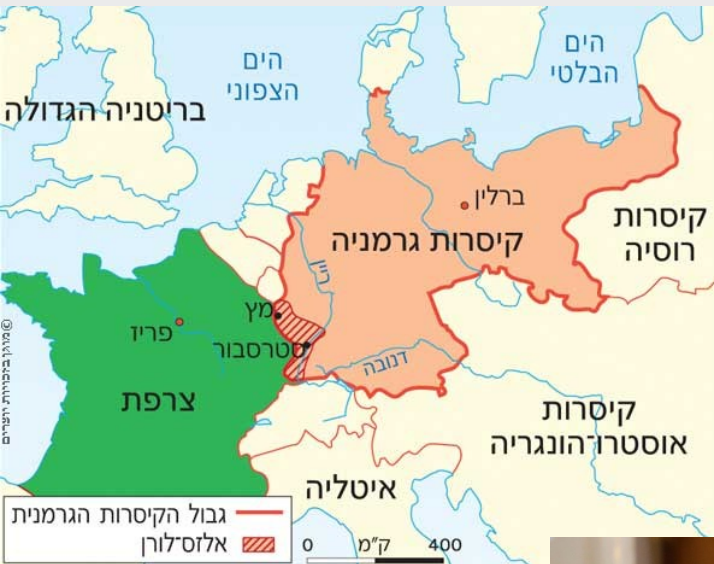 הים
הבלטי
הים
הצפוני
בריטניה הגדולה
ברלין
קיסרות
רוסיה
קיסרות גרמניה
ריין
מץ
סטרסבור
פריז
דנובה
צרפת
קיסרות
אוסטרו־הונגריה
איטליה
גבול הקיסרות הגרמנית
אלזס־לורן
0 ק"מ 400